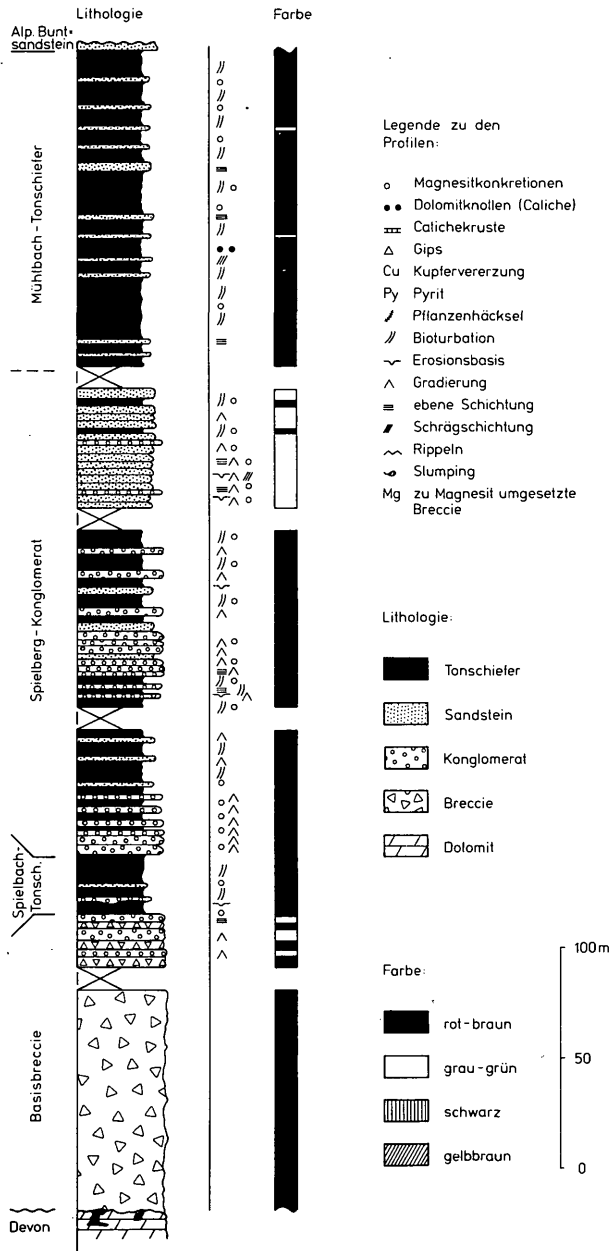 Lithologie
Farbe
Alp. Bunt-
sandstein
Mühlbach-Tonschiefer
Spielberg-Konglomerat
Spielbach-
Tonsch.
Basisbreccie
Devon
Legende zu den
Profilen:
Magnesitkonkretionen
Dolomitknollen (Caliche)
Calichekruste
Gips
Cu Kupfervererzung
Py Pyrit
Pflanzenhäcksel
Bioturbation
Erosionsbasis
Gradierung
ebene Schichtung
Schrägschichtung
Rippeln
Slumping
Mg zu Magnesit umgesetzte
Breccie
Lithologie:
Tonschiefer
Sandstein
Konglomerat
Breccie
Dolomit
Farbe:
rot-braun
grau-grün
schwarz
gelbbraun
100 m
50
0